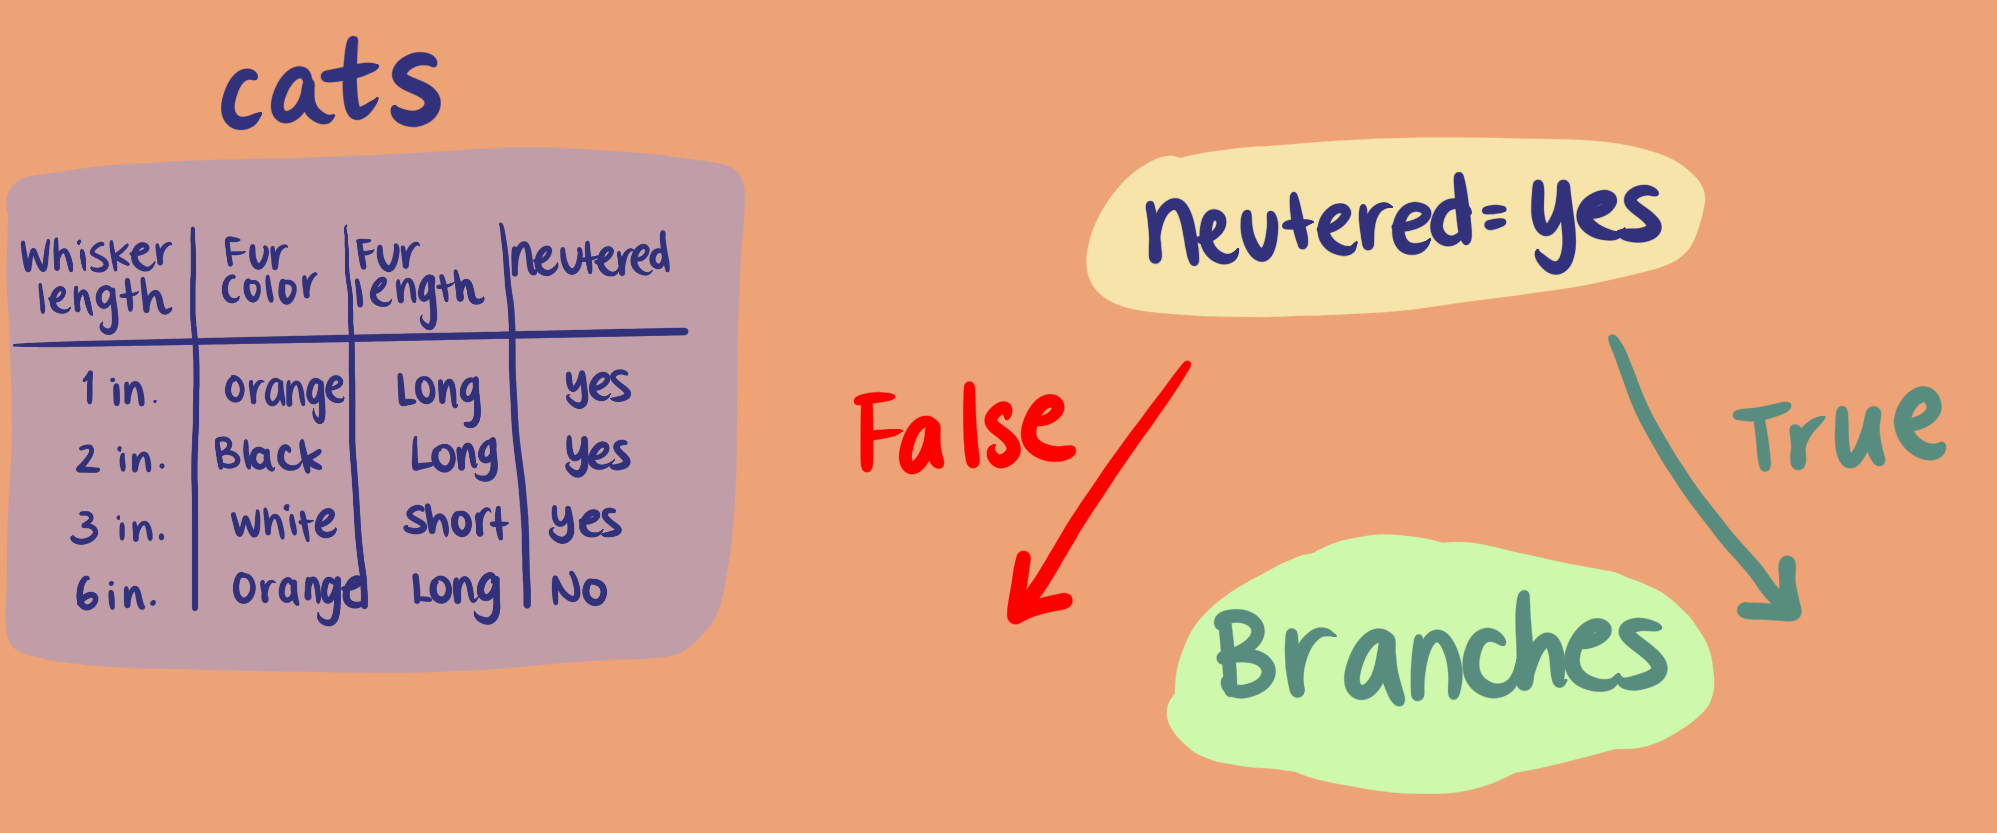 cats
Whisker length | Fur color | Fur length | neutered
1 in. | orange | Long | yes
2 in. | Black | Long | yes
3 in. | white | short | yes
6 in. | Orange | Long | No
neutered = yes
False
True
Branches